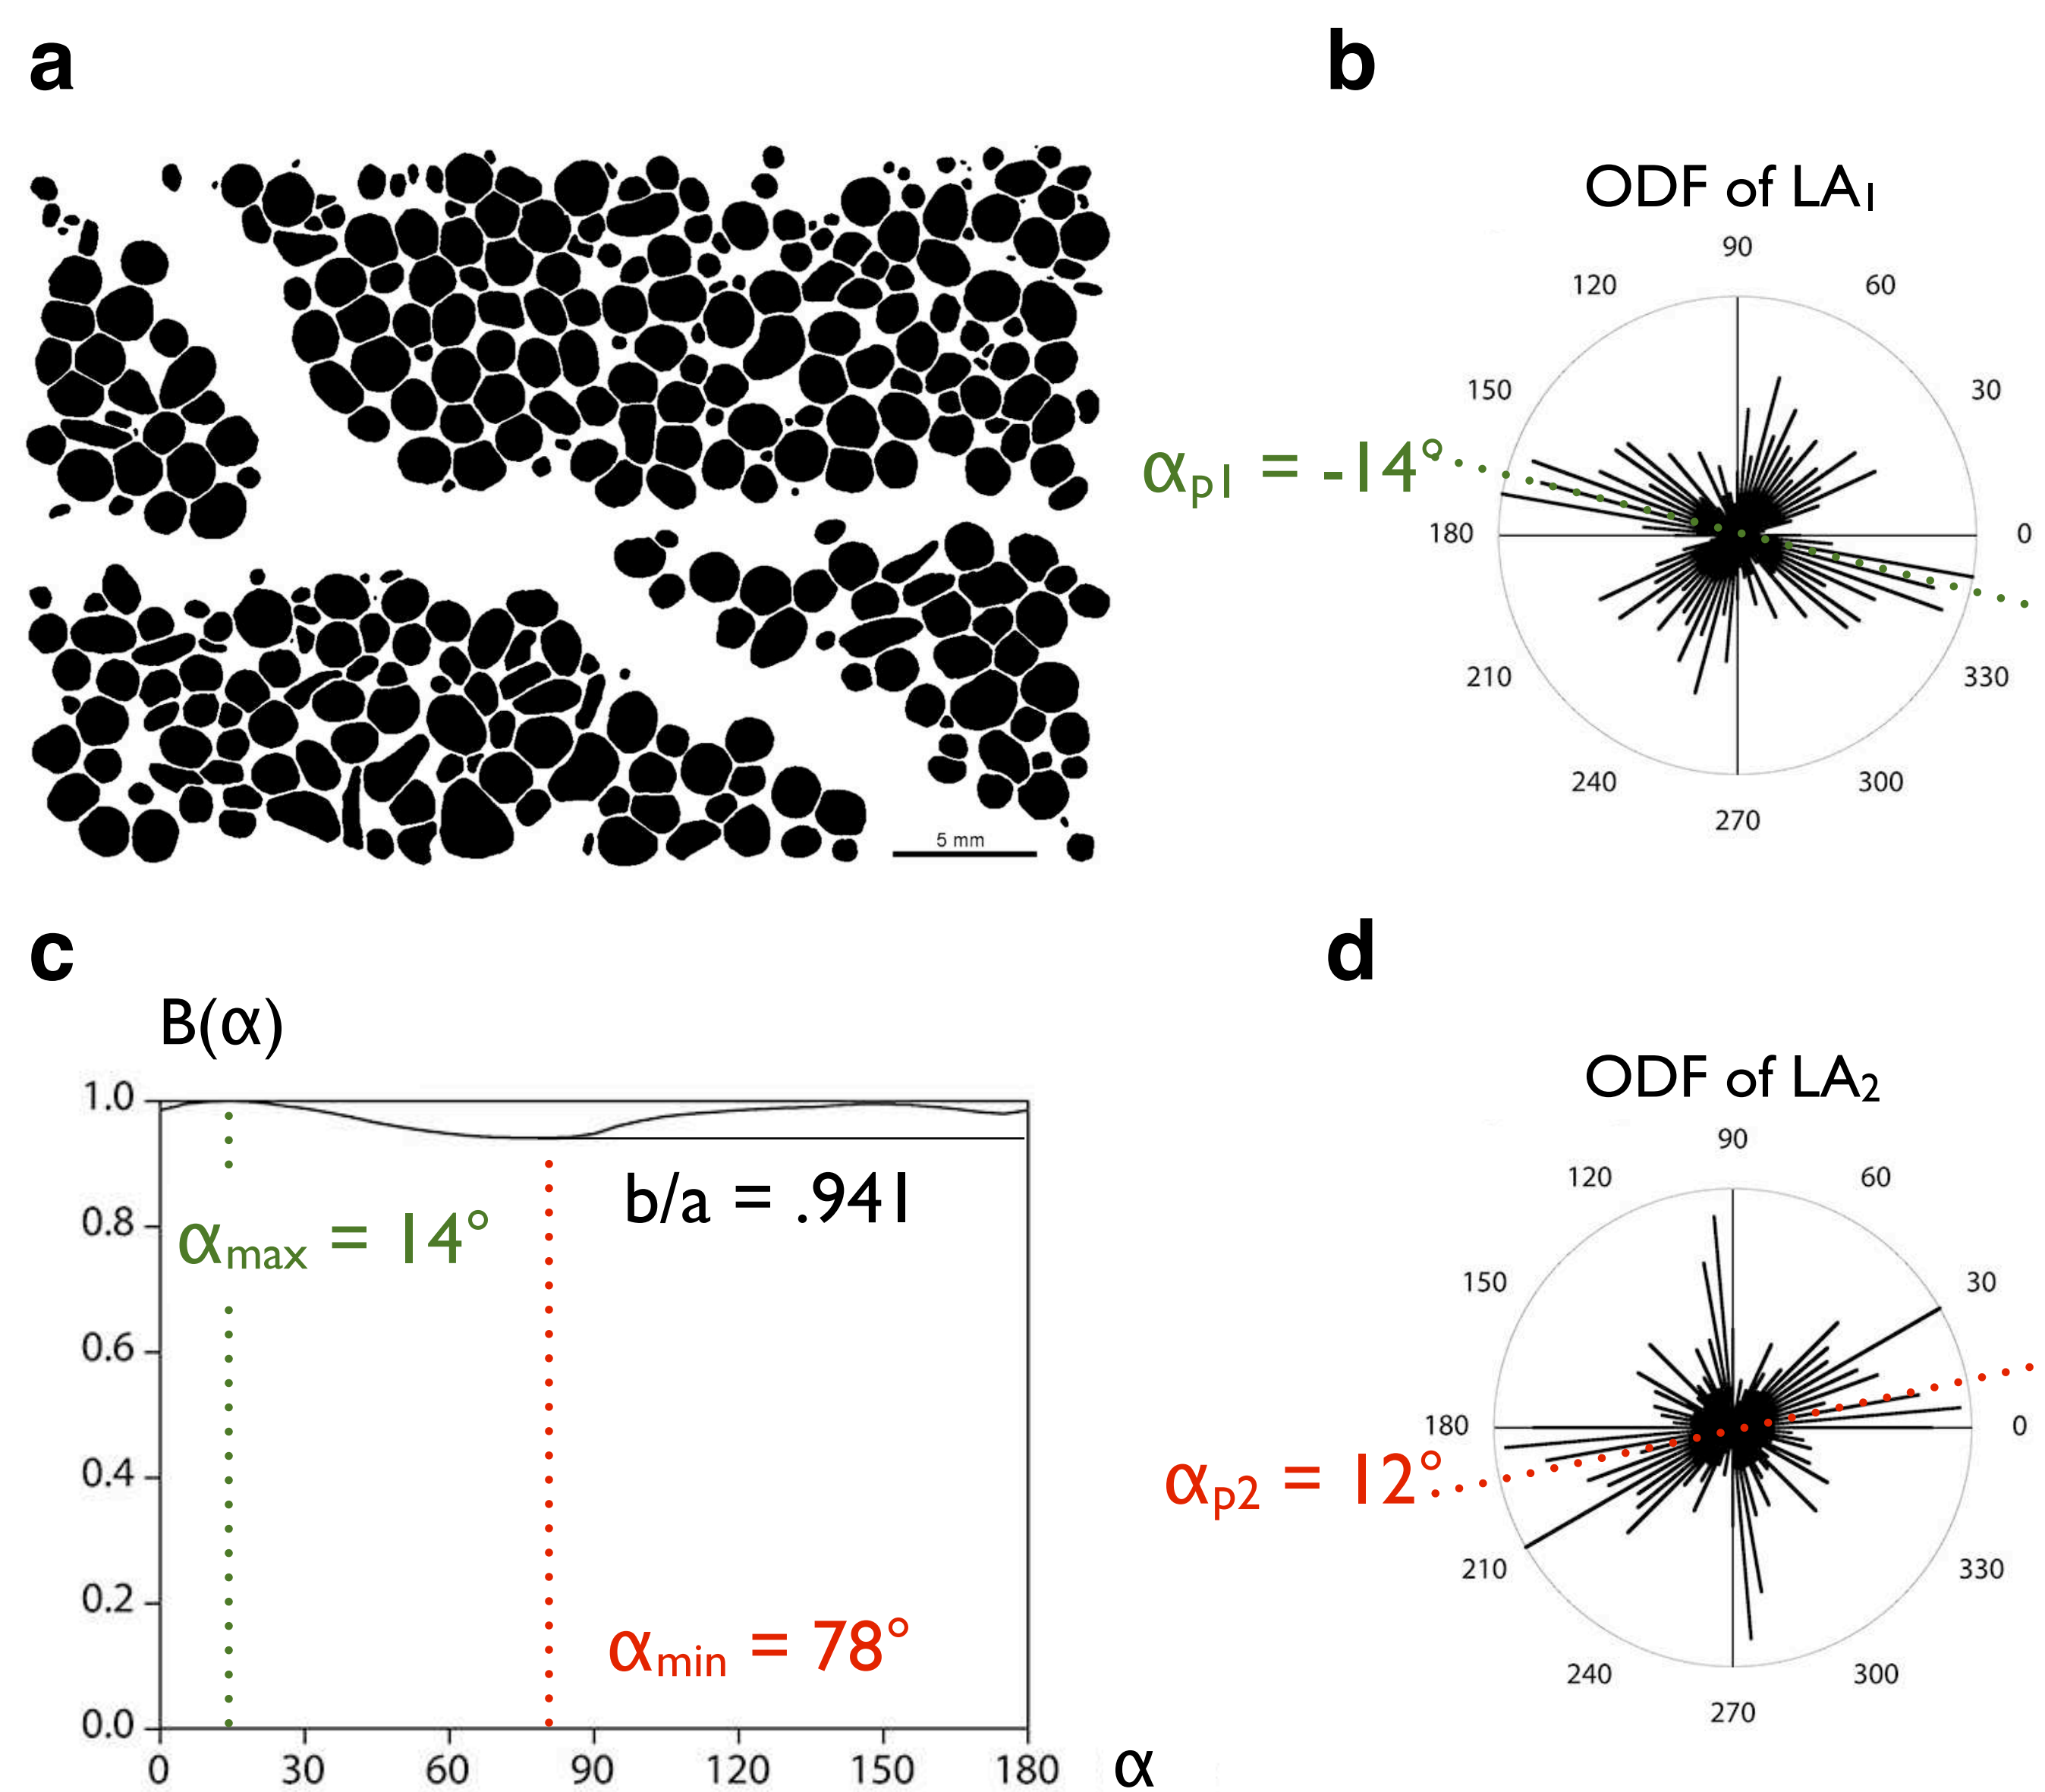 a
5 mm
b
ODF of LA1
90
120
60
150
30
αp1 = -14°
180
0
210
330
240
300
270
c
B(α)
1.0
0.8
0.6
0.4
0.2
0.0
b/a = .941
αmax = 14°
αmin = 78°
0 30 60 90 120 150 180 α
d
ODF of LA2
90
120
60
150
30
180
0
αp2 = 12°
210
330
240
300
270